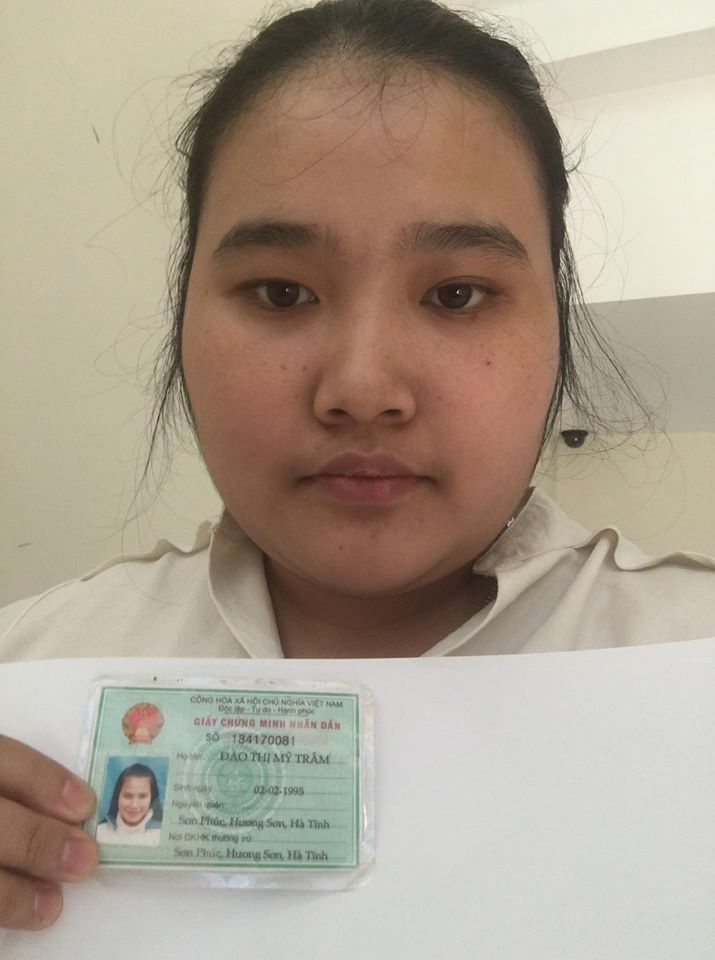 CỘNG HÒA XÃ HỘI CHỦ NGHĨA VIỆT NAM
Độc lập - Tự do - Hạnh phúc
GIẤY CHỨNG MINH NHÂN DÂN
SỐ 184170081
Họ tên: ĐÀO THỊ MỸ TRÂM
Sinh ngày 02-02-1995
Nguyên quán:
Sơn Phúc, Hương Sơn, Hà Tĩnh
Nơi ĐKHK thường trú:
Sơn Phúc, Hương Sơn, Hà Tĩnh